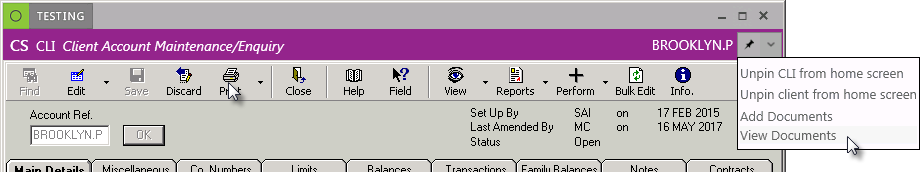 TESTING
CS CLI Client Account Maintenance/Enquiry BROOKLYN.P
Unpin CLI from home screen
Unpin client from home screen
Add Documents
View Documents
Find Edit Save Discard Print Close Help Field View Reports Perform Bulk Edit Info.
Account Ref.
BROOKLYN.P OK
Set Up By SAI on 17 FEB 2015
Last Amended By MC on 16 MAY 2017
Status Open
Main Details Miscellaneous Co. Numbers Limits Balances Transactions Family Balances Notes Contracts